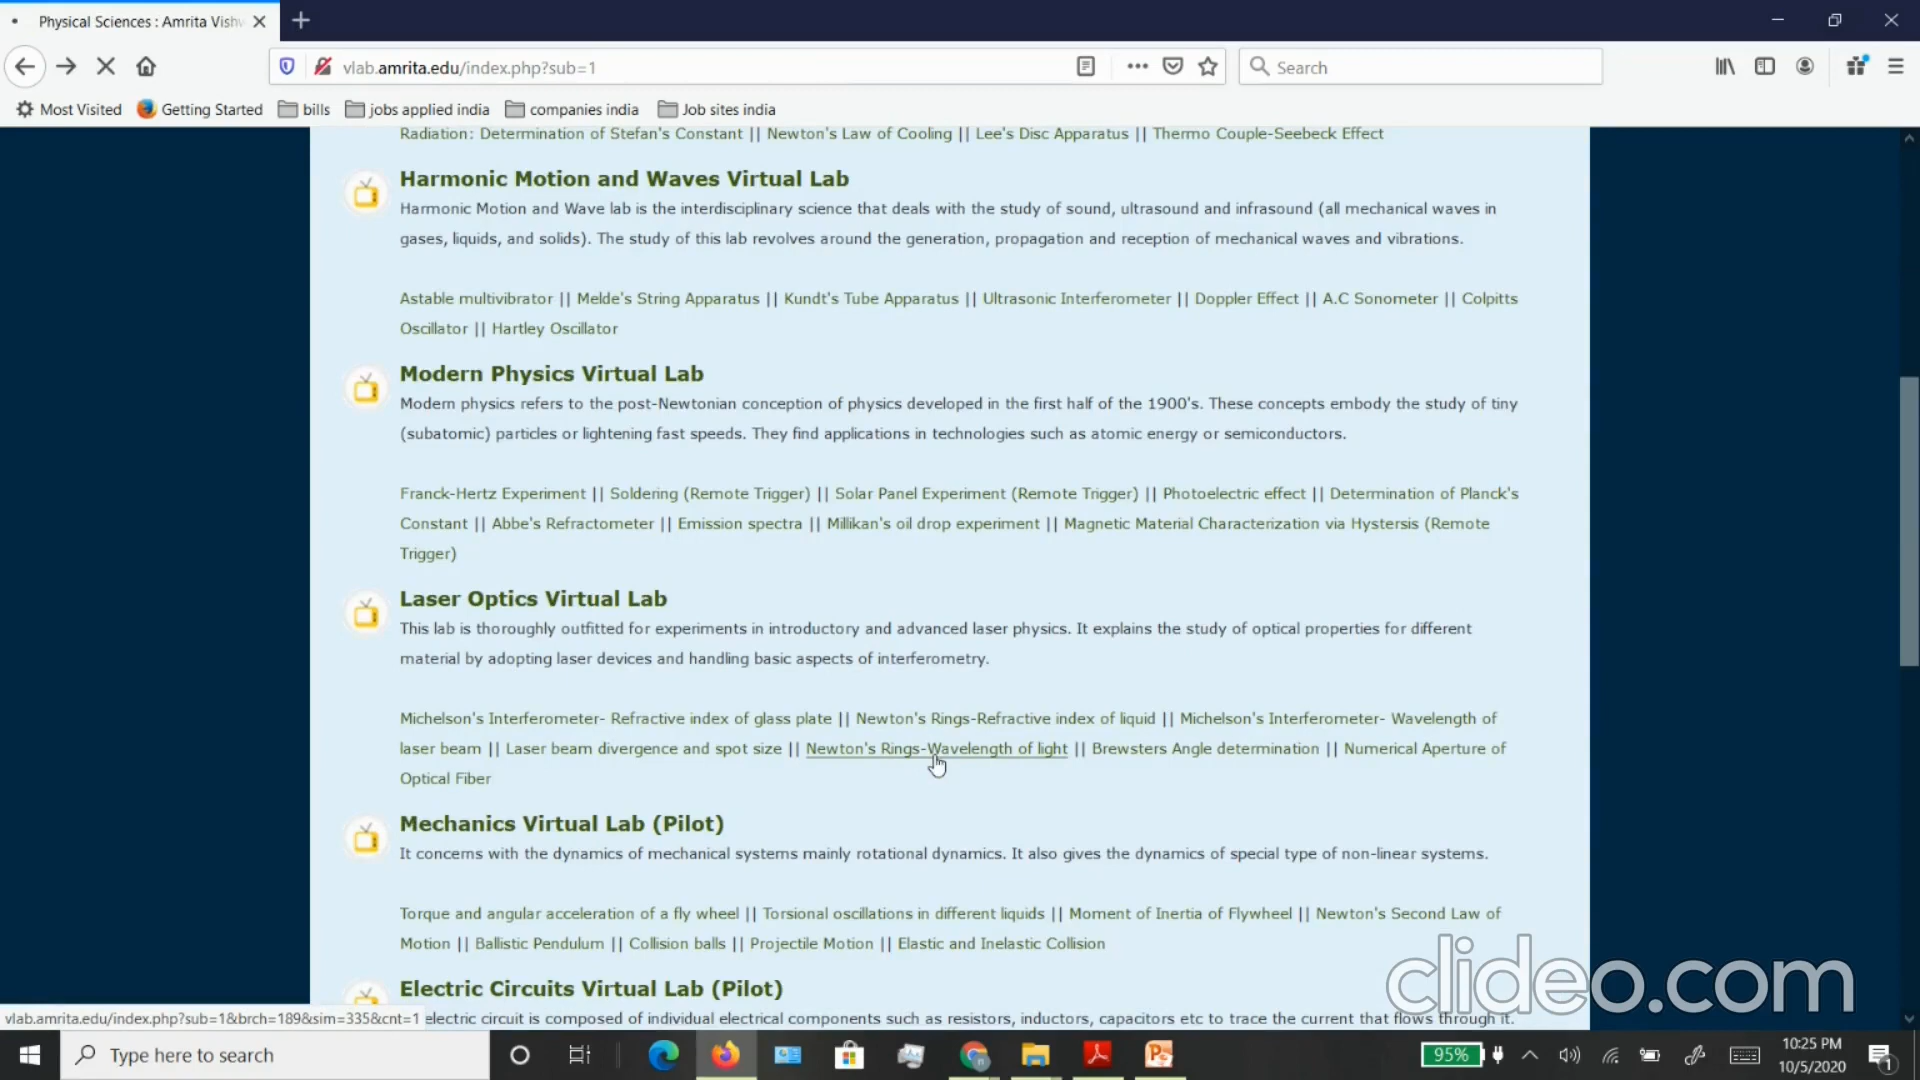 Physical Sciences : Amrita Vishw
vlab.amrita.edu/index.php?sub=1
Search
Most Visited
Getting Started
bills
jobs applied india
companies india
Job sites india
Radiation: Determination of Stefan's Constant || Newton's Law of Cooling || Lee's Disc Apparatus || Thermo Couple-Seebeck Effect
Harmonic Motion and Waves Virtual Lab
Harmonic Motion and Wave lab is the interdisciplinary science that deals with the study of sound, ultrasound and infrasound (all mechanical waves in
gases, liquids, and solids). The study of this lab revolves around the generation, propagation and reception of mechanical waves and vibrations.
Astable multivibrator || Melde's String Apparatus || Kundt's Tube Apparatus || Ultrasonic Interferometer || Doppler Effect || A.C Sonometer || Colpitts
Oscillator || Hartley Oscillator
Modern Physics Virtual Lab
Modern physics refers to the post-Newtonian conception of physics developed in the first half of the 1900's. These concepts embody the study of tiny
(subatomic) particles or lightening fast speeds. They find applications in technologies such as atomic energy or semiconductors.
Franck-Hertz Experiment || Soldering (Remote Trigger) || Solar Panel Experiment (Remote Trigger) || Photoelectric effect || Determination of Planck's
Constant || Abbe's Refractometer || Emission spectra || Millikan's oil drop experiment || Magnetic Material Characterization via Hystersis (Remote
Trigger)
Laser Optics Virtual Lab
This lab is thoroughly outfitted for experiments in introductory and advanced laser physics. It explains the study of optical properties for different
material by adopting laser devices and handling basic aspects of interferometry.
Michelson's Interferometer- Refractive index of glass plate || Newton's Rings-Refractive index of liquid || Michelson's Interferometer- Wavelength of
laser beam || Laser beam divergence and spot size || Newton's Rings-Wavelength of light || Brewsters Angle determination || Numerical Aperture of
Optical Fiber
Mechanics Virtual Lab (Pilot)
It concerns with the dynamics of mechanical systems mainly rotational dynamics. It also gives the dynamics of special type of non-linear systems.
Torque and angular acceleration of a fly wheel || Torsional oscillations in different liquids || Moment of Inertia of Flywheel || Newton's Second Law of
Motion || Ballistic Pendulum || Collision balls || Projectile Motion || Elastic and Inelastic Collision
clideo.com
Electric Circuits Virtual Lab (Pilot)
vlab.amrita.edu/index.php?sub=1&brch=189&sim=335&cnt=1
electric circuit is composed of individual electrical components such as resistors, inductors, capacitors etc to trace the current that flows through it.
Type here to search
95%
10:25 PM
10/5/2020
1